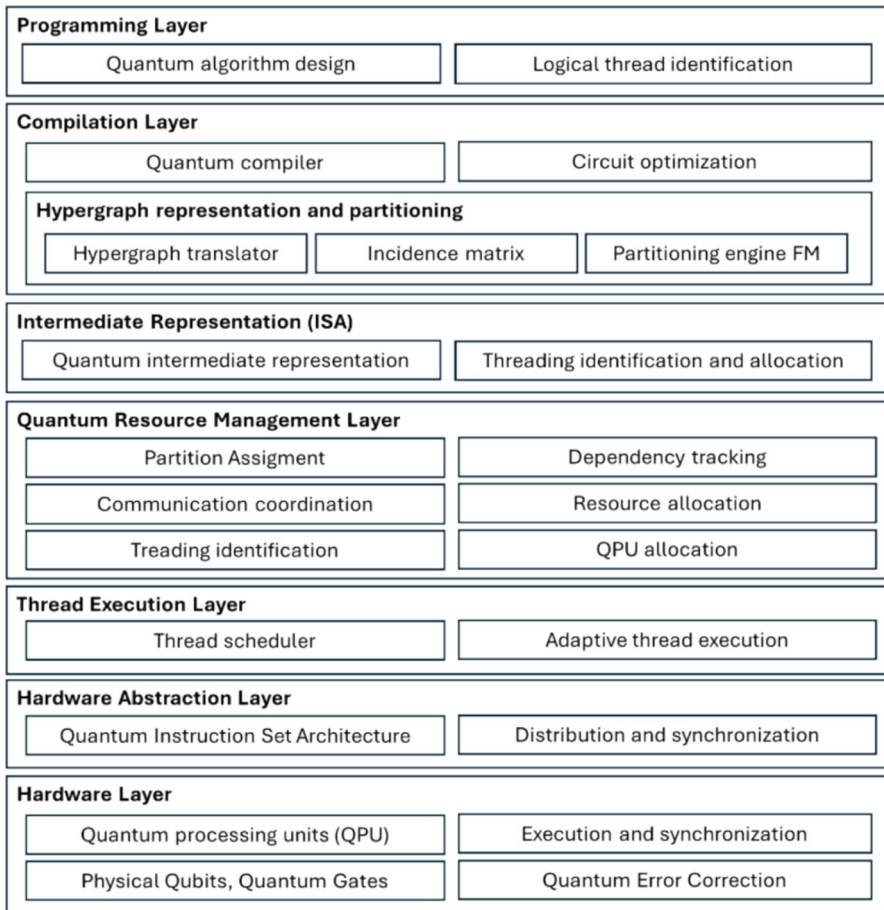 Programming Layer
Quantum algorithm design
Logical thread identification
Compilation Layer
Quantum compiler
Circuit optimization
Hypergraph representation and partitioning
Hypergraph translator
Incidence matrix
Partitioning engine FM
Intermediate Representation (ISA)
Quantum intermediate representation
Threading identification and allocation
Quantum Resource Management Layer
Partition Assigment
Dependency tracking
Communication coordination
Resource allocation
Treading identification
QPU allocation
Thread Execution Layer
Thread scheduler
Adaptive thread execution
Hardware Abstraction Layer
Quantum Instruction Set Architecture
Distribution and synchronization
Hardware Layer
Quantum processing units (QPU)
Execution and synchronization
Physical Qubits, Quantum Gates
Quantum Error Correction